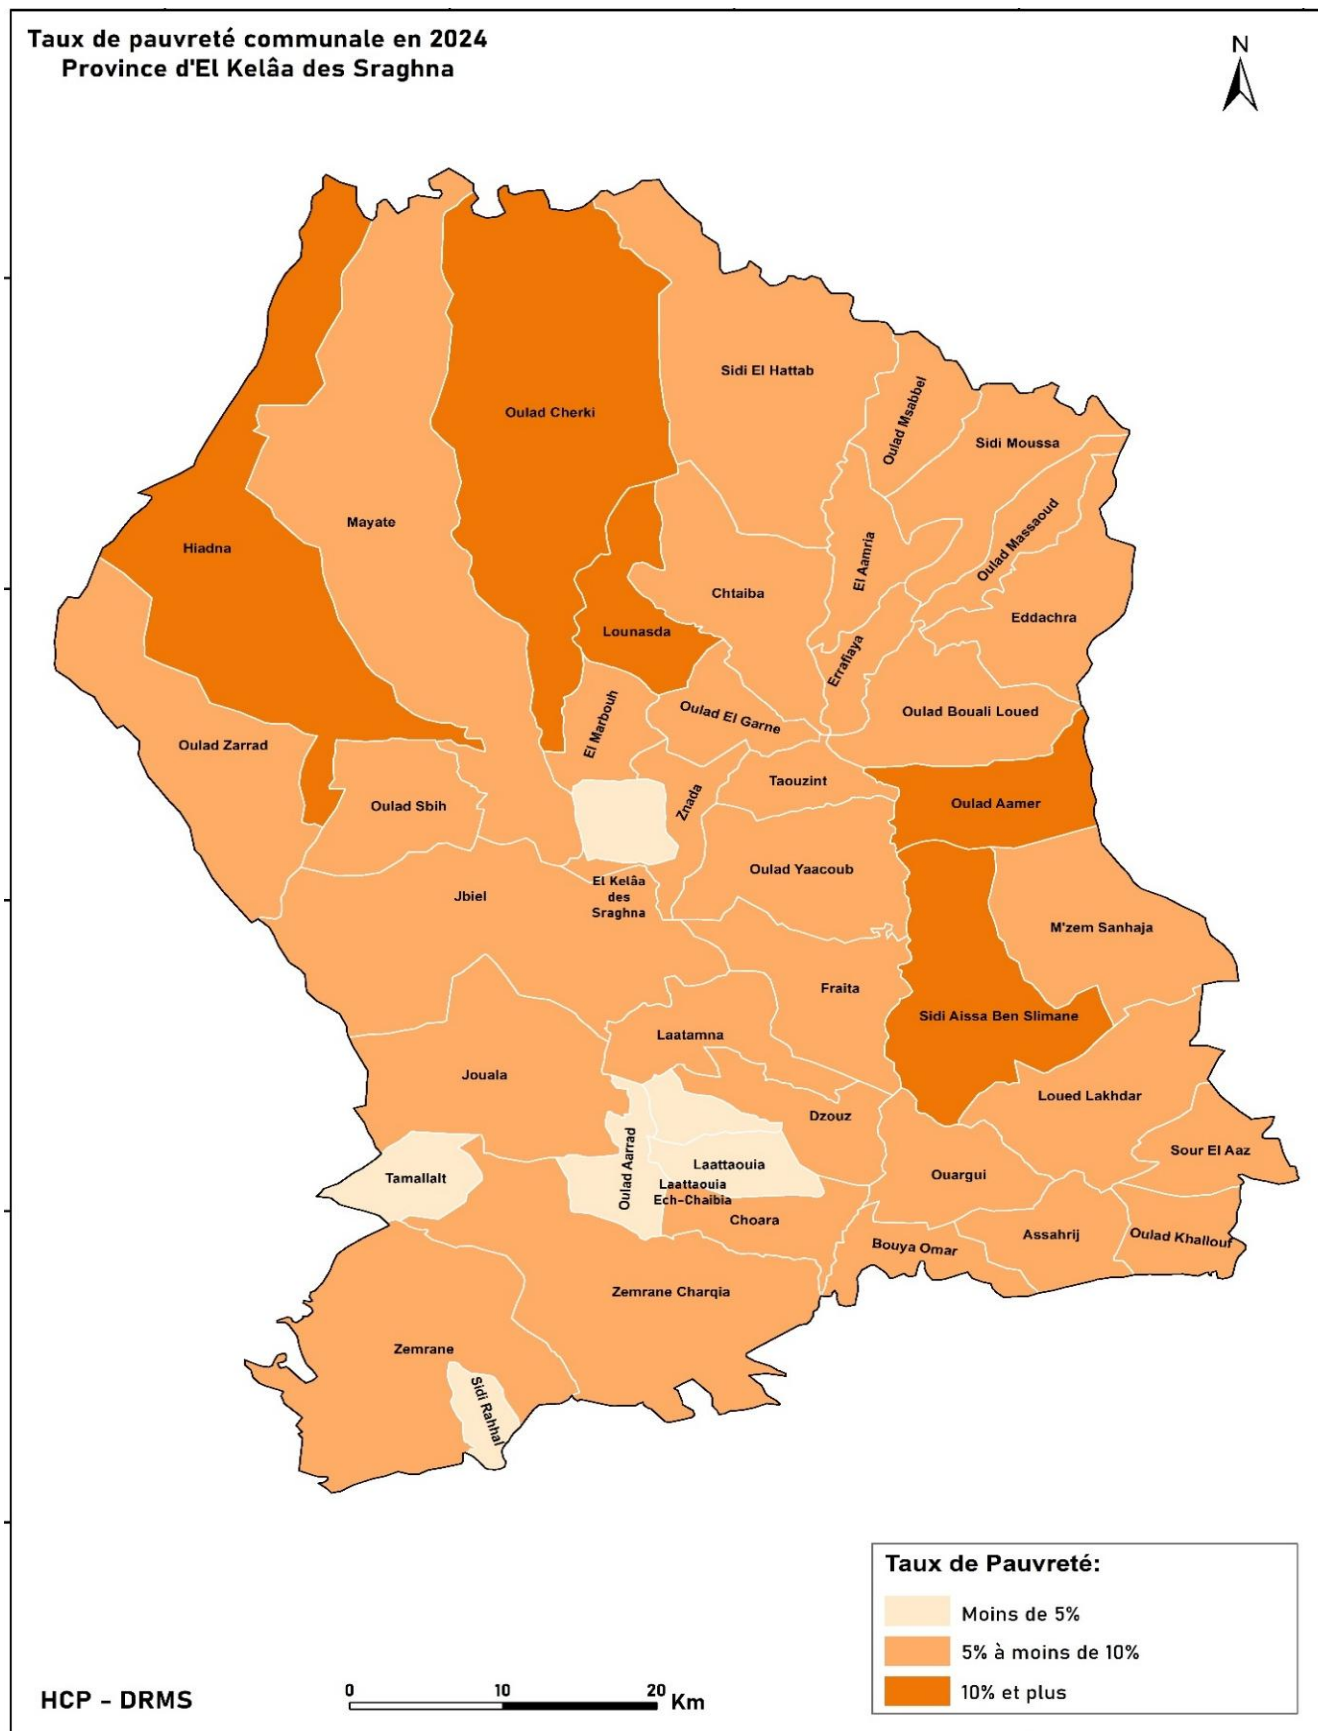 Taux de pauvreté communale en 2024
Province d'El Kelâa des Sraghna
N
Sidi El Hattab
Oulad Cherki
Oulad Msabbel
Sidi Moussa
Mayate
Hiadna
Oulad Massaoud
El Aamria
Chtaiba
Eddachra
Lounasda
Errafiaya
Oulad Bouali Loued
El Marbouh
Oulad El Garne
Oulad Zarrad
Taouzint
Oulad Sbih
Znada
Oulad Aamer
Oulad Yaacoub
El Kelâa
des
Sraghna
Jbiel
M'zem Sanhaja
Fraita
Sidi Aissa Ben Slimane
Laatamna
Jouala
Loued Lakhdar
Dzouz
Sour El Aaz
Oulad Aarrad
Laattaouia
Tamallalt
Laattaouia
Ech-Chaibia
Ouargui
Choara
Assahrij
Oulad Khallouf
Bouya Omar
Zemrane Charqia
Zemrane
Sidi Rahhal
Taux de Pauvreté:
Moins de 5%
5% à moins de 10%
10% et plus
HCP - DRMS
0 10 20 Km